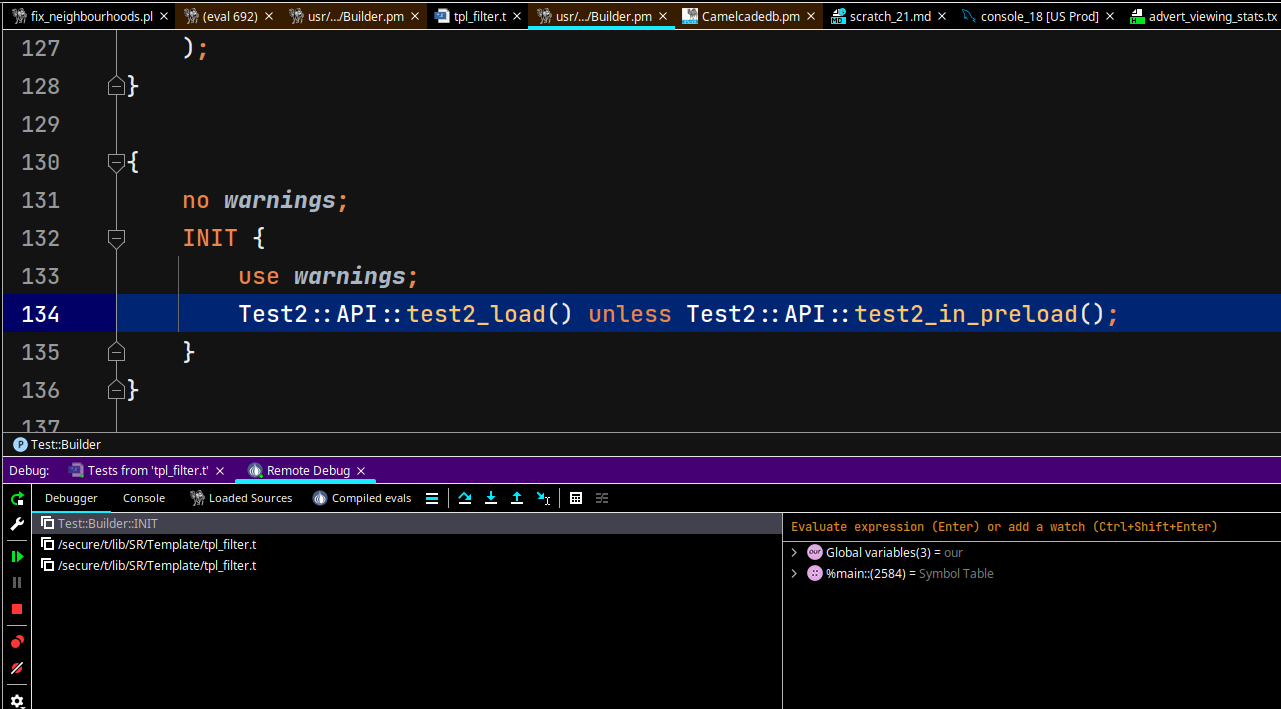 fix_neighbourhoods.pl (eval 692) usr/.../Builder.pm tpl_filter.t usr/.../Builder.pm Camelcadedb.pm scratch_21.md console_18 [US Prod] advert_viewing_stats.tx
127 );
128 }
129
130 {
131 no warnings;
132 INIT {
133 use warnings;
134 Test2::API::test2_load() unless Test2::API::test2_in_preload();
135 }
136 }
137
P Test::Builder
Debug: Tests from 'tpl_filter.t' Remote Debug
Debugger Console Loaded Sources Compiled evals
Test::Builder::INIT
/secure/t/lib/SR/Template/tpl_filter.t
/secure/t/lib/SR/Template/tpl_filter.t
Evaluate expression (Enter) or add a watch (Ctrl+Shift+Enter)
our Global variables(3) = our
%main::(2584) = Symbol Table